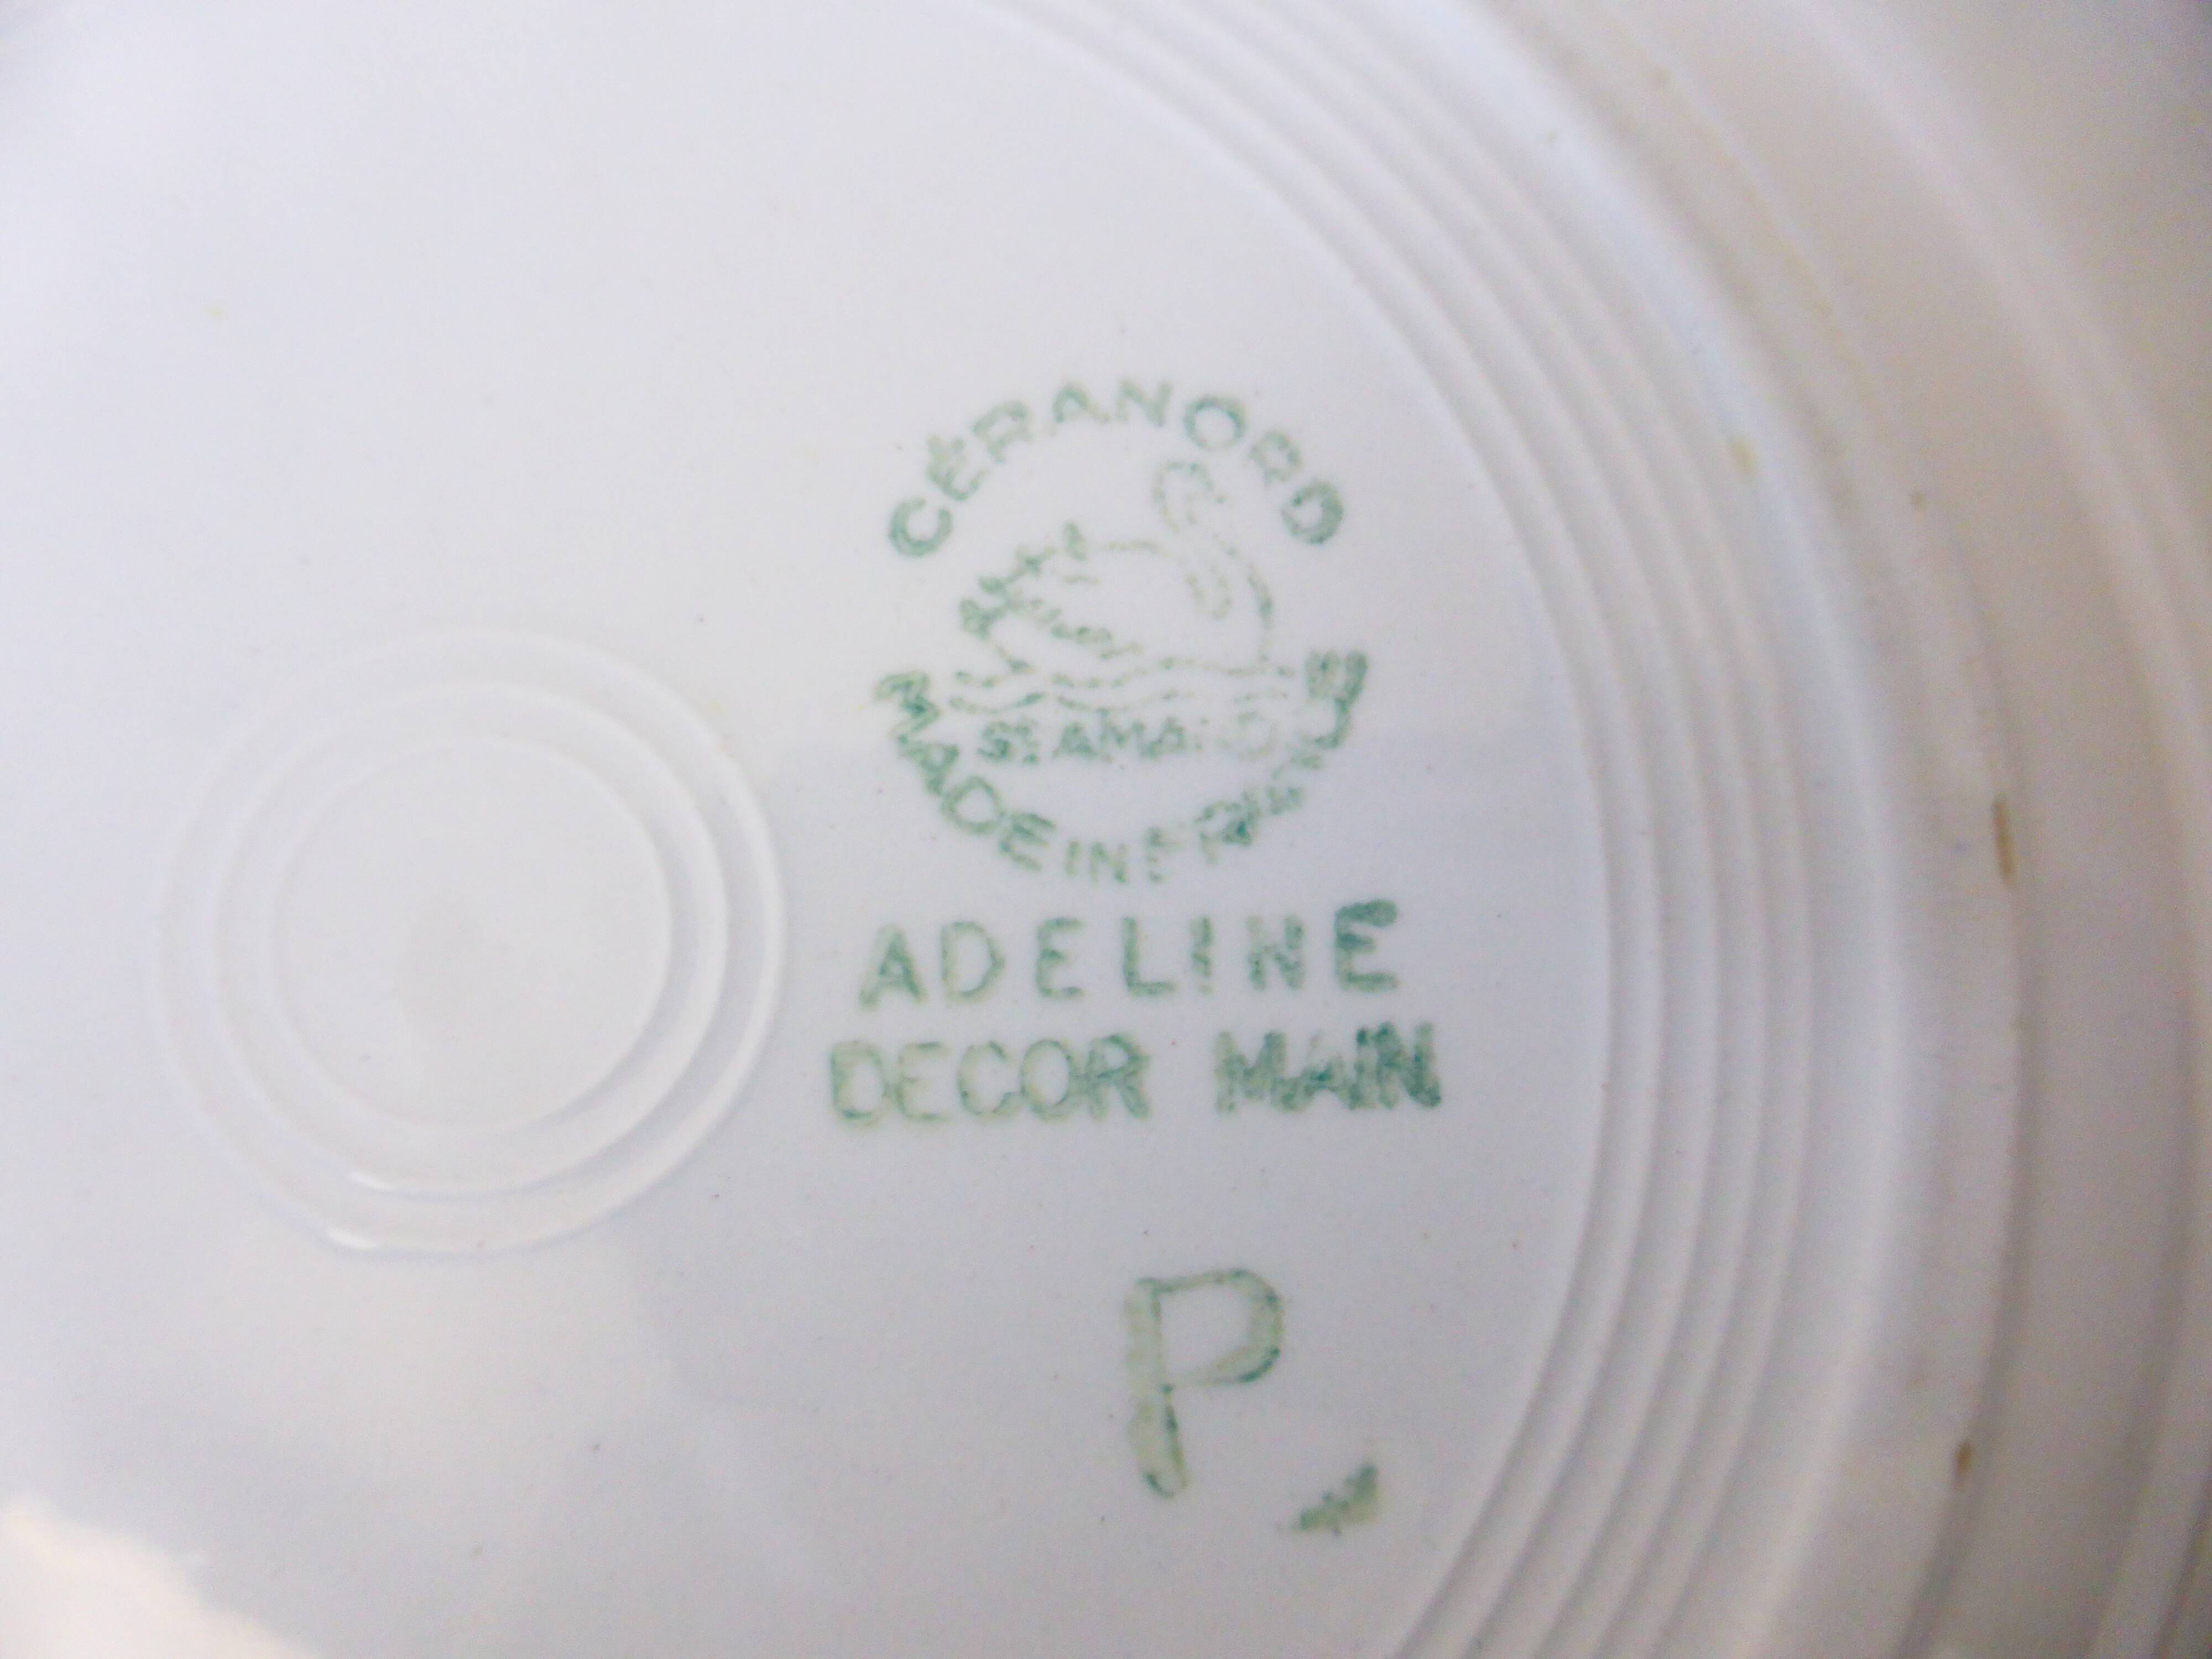 CÉRANORD
ST. AMAND
MADE IN FRANCE
ADELINE
DECOR MAIN
P